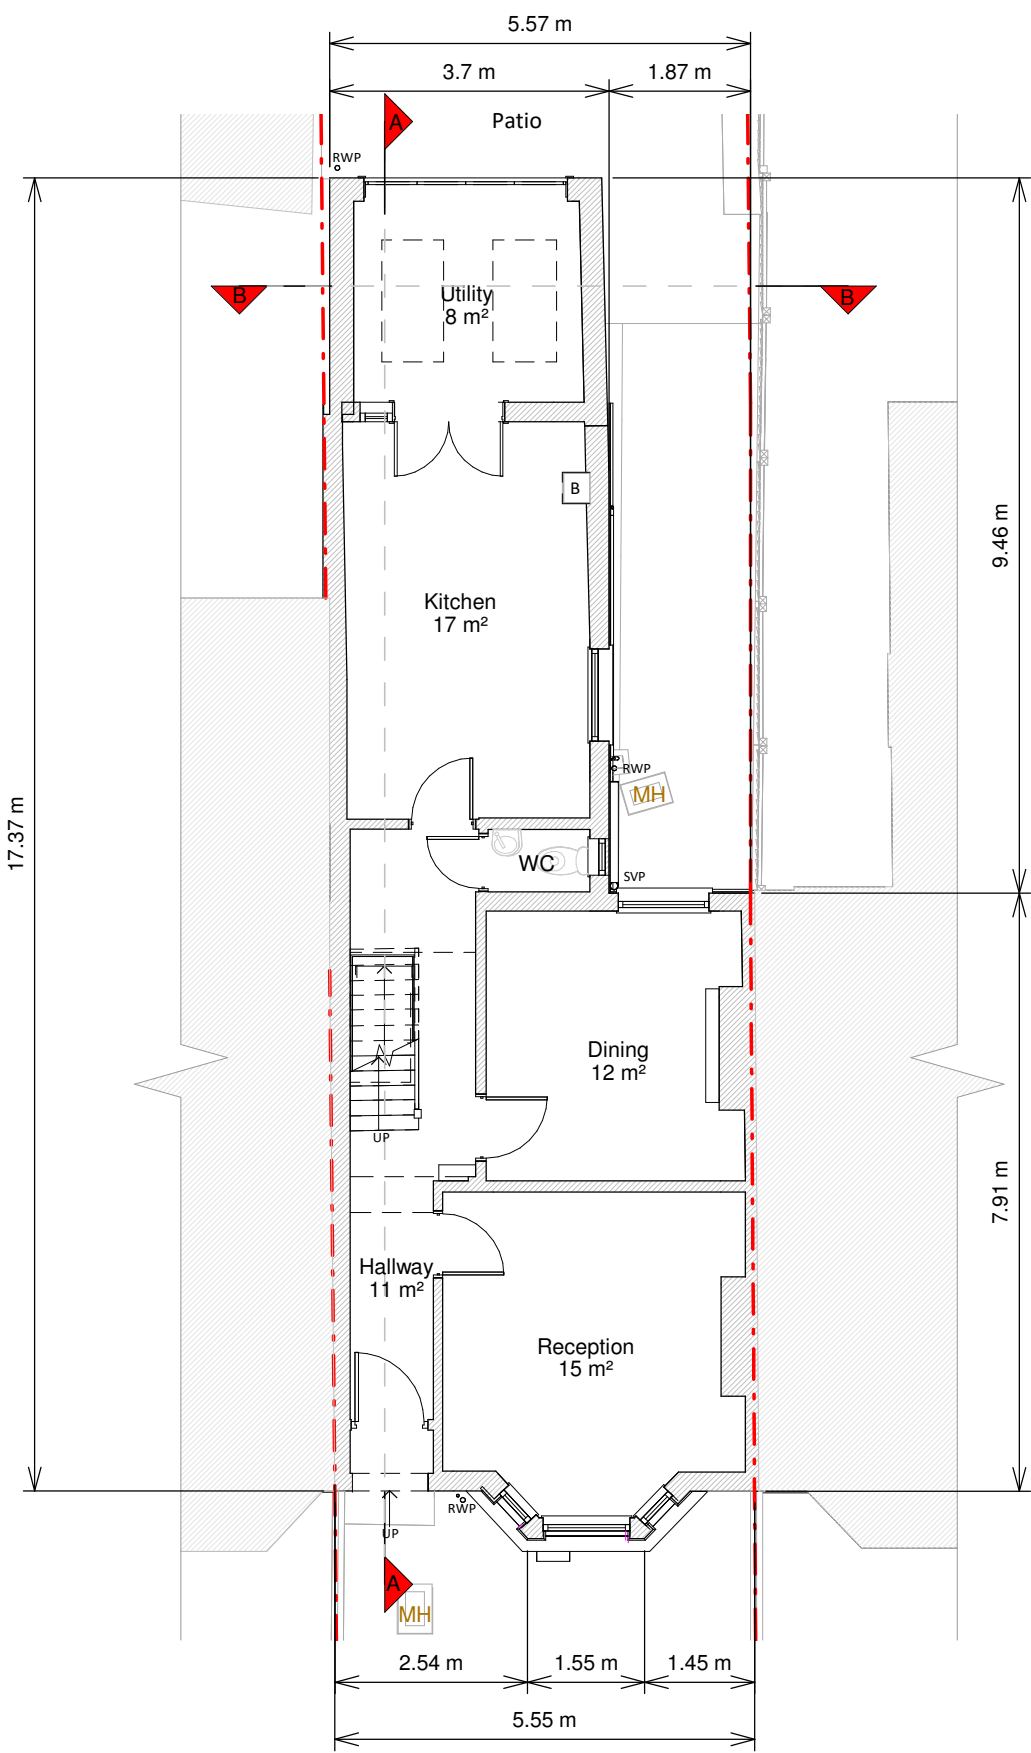 5.57 m
3.7 m
1.87 m
A
Patio
RWP
B
Utility
8 m²
B
B
9.46 m
Kitchen
17 m²
RWP
MH
17.37 m
WC
SVP
Dining
12 m²
UP
7.91 m
Hallway
11 m²
Reception
15 m²
RWP
UP
A
MH
2.54 m
1.55 m
1.45 m
5.55 m